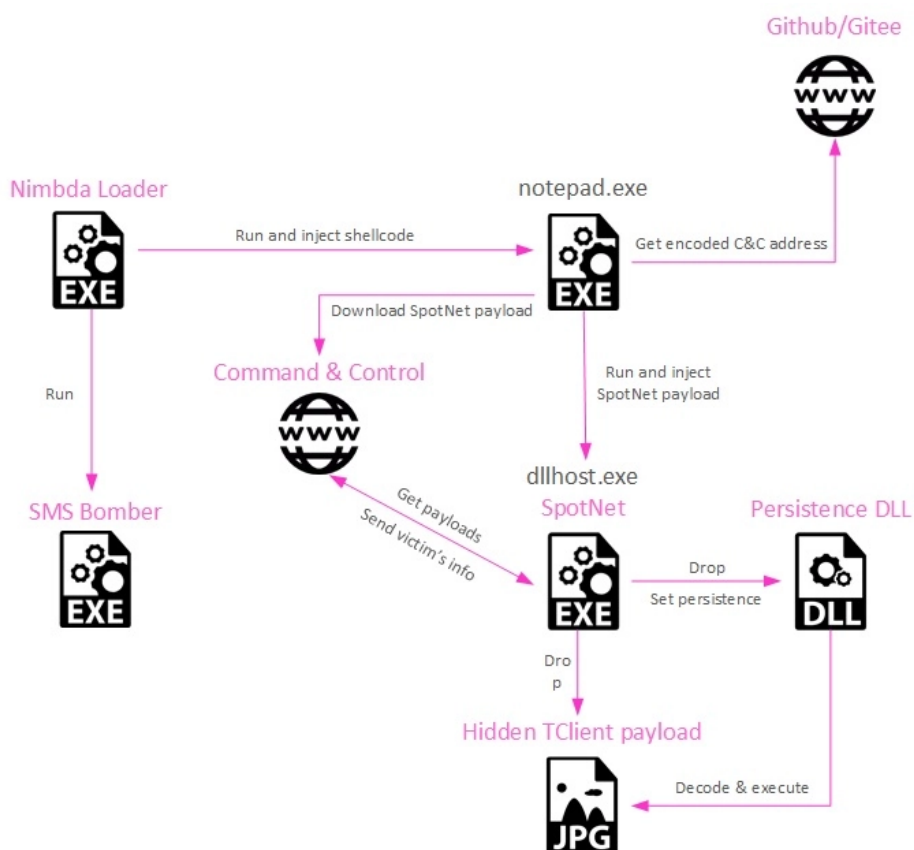 Github/Gitee
WWW
Nimbda Loader
notepad.exe
EXE
Run and inject shellcode
EXE
Get encoded C&C address
Download SpotNet payload
Command & Control
WWW
Run
Run and inject
SpotNet payload
SMS Bomber
EXE
dllhost.exe
SpotNet
EXE
Persistence DLL
DLL
Get payloads
Send victim's info
Drop
Set persistence
Dro
p
Hidden TClient payload
JPG
Decode & execute